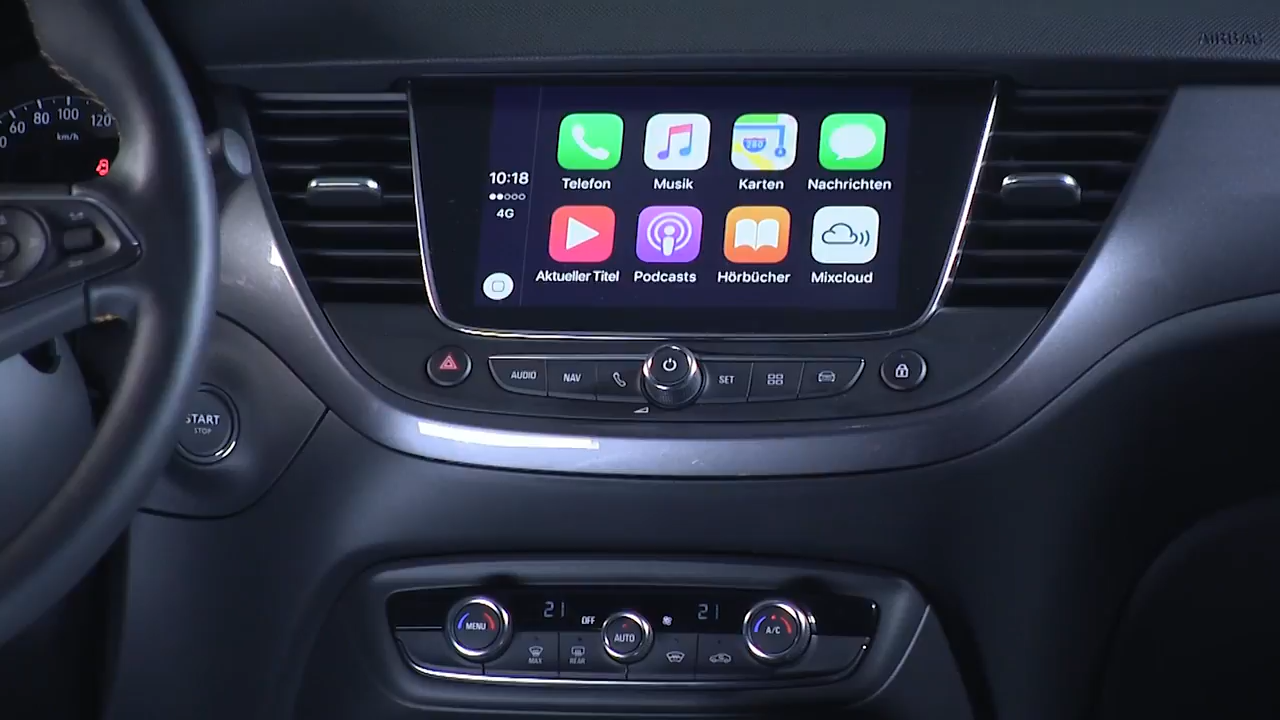 AIRBAG
60 80 100 120
km/h
10:18
4G
Telefon Musik Karten Nachrichten
280
Aktueller Titel Podcasts Hörbücher Mixcloud
AUDIO NAV SET
START
STOP
21 OFF 21
MENU AUTO A/C
MAX REAR